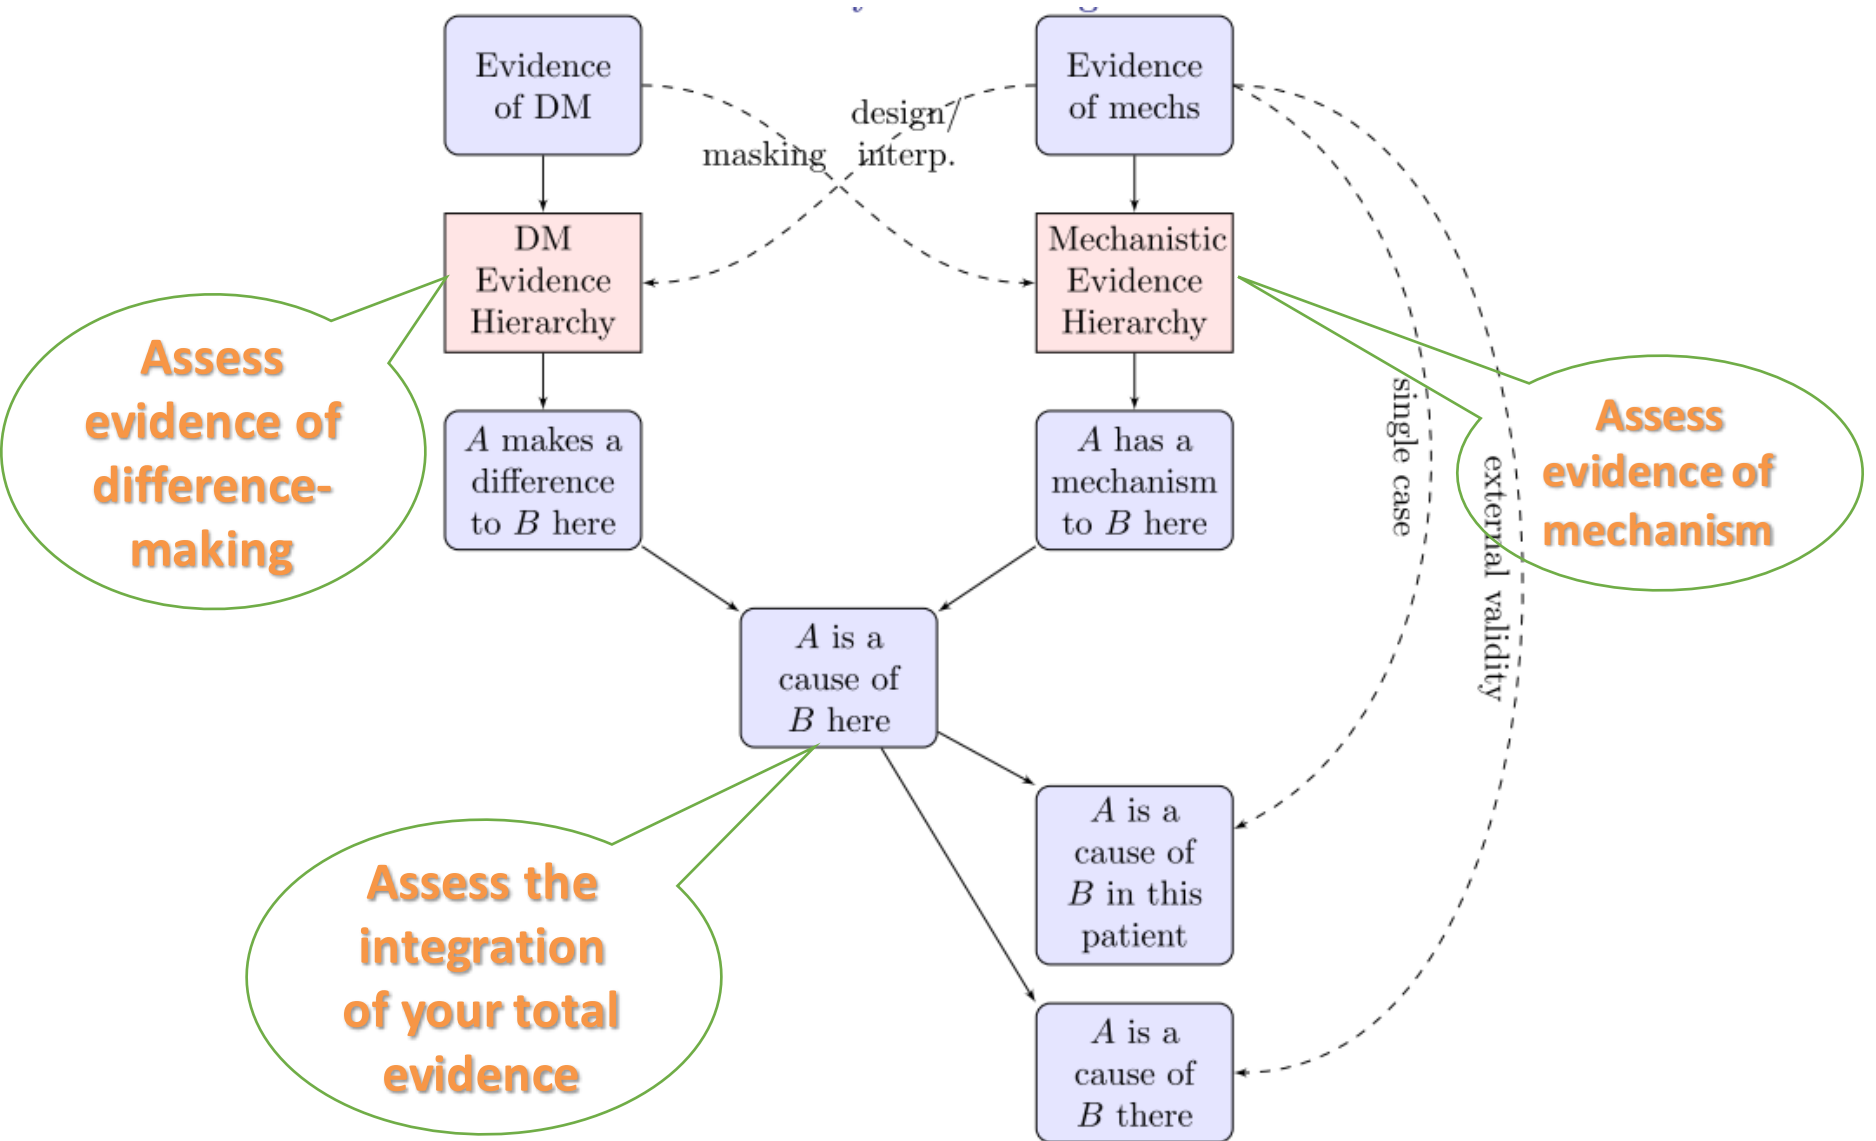 Evidence
of DM
Evidence
of mechs
design/
interp.
masking
DM
Evidence
Hierarchy
Mechanistic
Evidence
Hierarchy
Assess
evidence of
difference-
making
Assess
evidence of
mechanism
single case
external validity
A makes a
difference
to B here
A has a
mechanism
to B here
A is a
cause of
B here
Assess the
integration
of your total
evidence
A is a
cause of
B in this
patient
A is a
cause of
B there